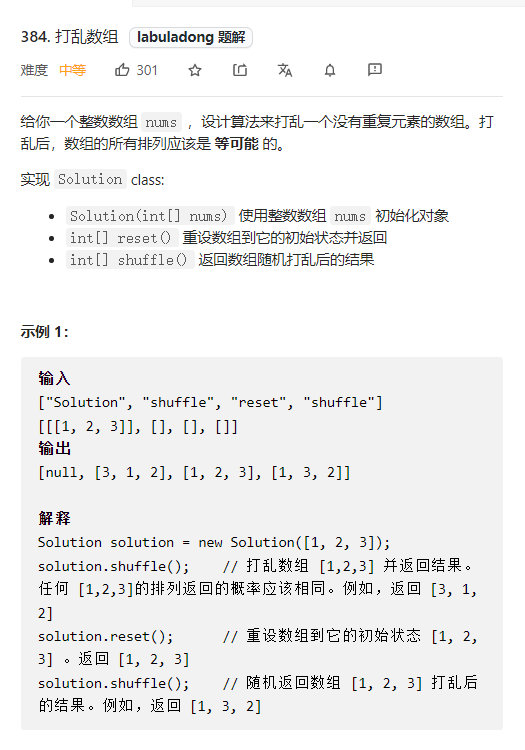 384. 打乱数组 labuladong 题解
难度 中等 301
给你一个整数数组 nums ，设计算法来打乱一个没有重复元素的数组。打
乱后，数组的所有排列应该是 等可能 的。
实现 Solution class:
• Solution(int[] nums) 使用整数数组 nums 初始化对象
• int[] reset() 重设数组到它的初始状态并返回
• int[] shuffle() 返回数组随机打乱后的结果
示例 1：
输入
["Solution", "shuffle", "reset", "shuffle"]
[[[1, 2, 3]], [], [], []]
输出
[null, [3, 1, 2], [1, 2, 3], [1, 3, 2]]
解释
Solution solution = new Solution([1, 2, 3]);
solution.shuffle();    // 打乱数组 [1,2,3] 并返回结果。
任何 [1,2,3]的排列返回的概率应该相同。例如，返回 [3, 1,
2]
solution.reset();      // 重设数组到它的初始状态 [1, 2,
3] 。返回 [1, 2, 3]
solution.shuffle();    // 随机返回数组 [1, 2, 3] 打乱后
的结果。例如，返回 [1, 3, 2]